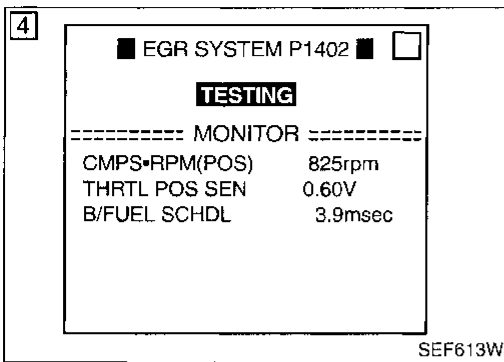 4
■ EGR SYSTEM P1402 ■
TESTING
========= MONITOR =========
CMPS•RPM(POS) 825rpm
THRTL POS SEN 0.60V
B/FUEL SCHDL 3.9msec
SEF613W